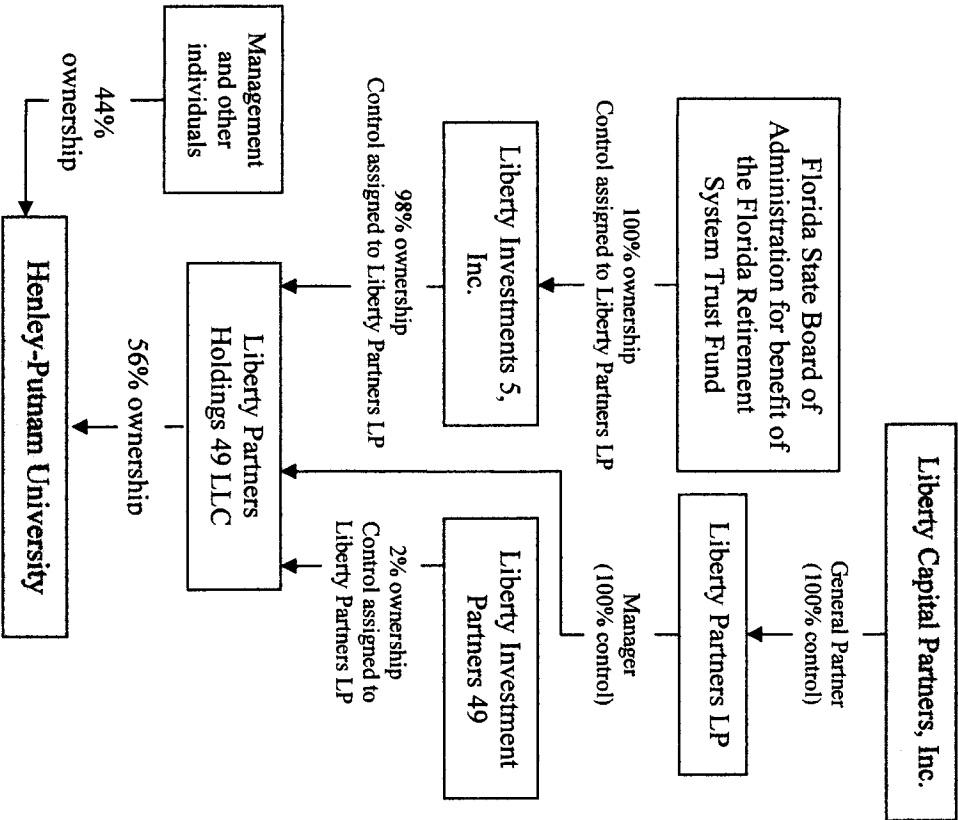 Liberty Capital Partners, Inc.
General Partner
(100% control)
Florida State Board of
Administration for benefit of
the Florida Retirement
System Trust Fund
Liberty Partners LP
100% ownership
Control assigned to Liberty Partners LP
Manager
(100% control)
Liberty Investments 5,
Inc.
Liberty Investment
Partners 49
98% ownership
Control assigned to Liberty Partners LP
2% ownership
Control assigned to
Liberty Partners LP
Management
and other
individuals
Liberty Partners
Holdings 49 LLC
44%
ownership
56% ownership
Henley-Putnam University